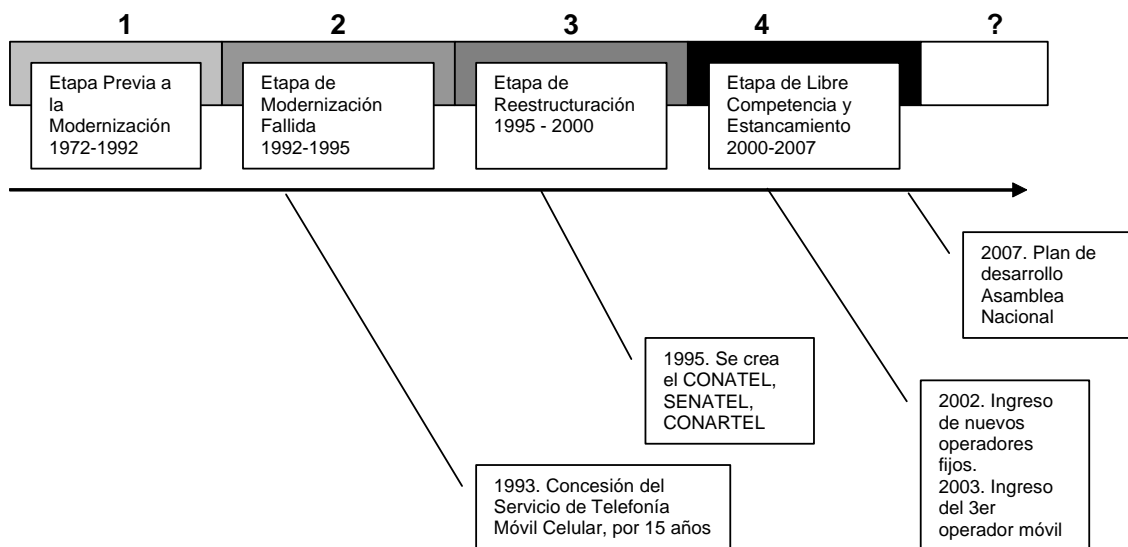 1 2 3 4 ?
Etapa Previa a
la
Modernización
1972-1992
Etapa de
Modernización
Fallida
1992-1995
Etapa de
Reestructuración
1995 - 2000
Etapa de Libre
Competencia y
Estancamiento
2000-2007
2007. Plan de
desarrollo
Asamblea
Nacional
1995. Se crea
el CONATEL,
SENATEL,
CONARTEL
2002. Ingreso
de nuevos
operadores
fijos.
2003. Ingreso
del 3er
operador móvil
1993. Concesión del
Servicio de Telefonía
Móvil Celular, por 15 años